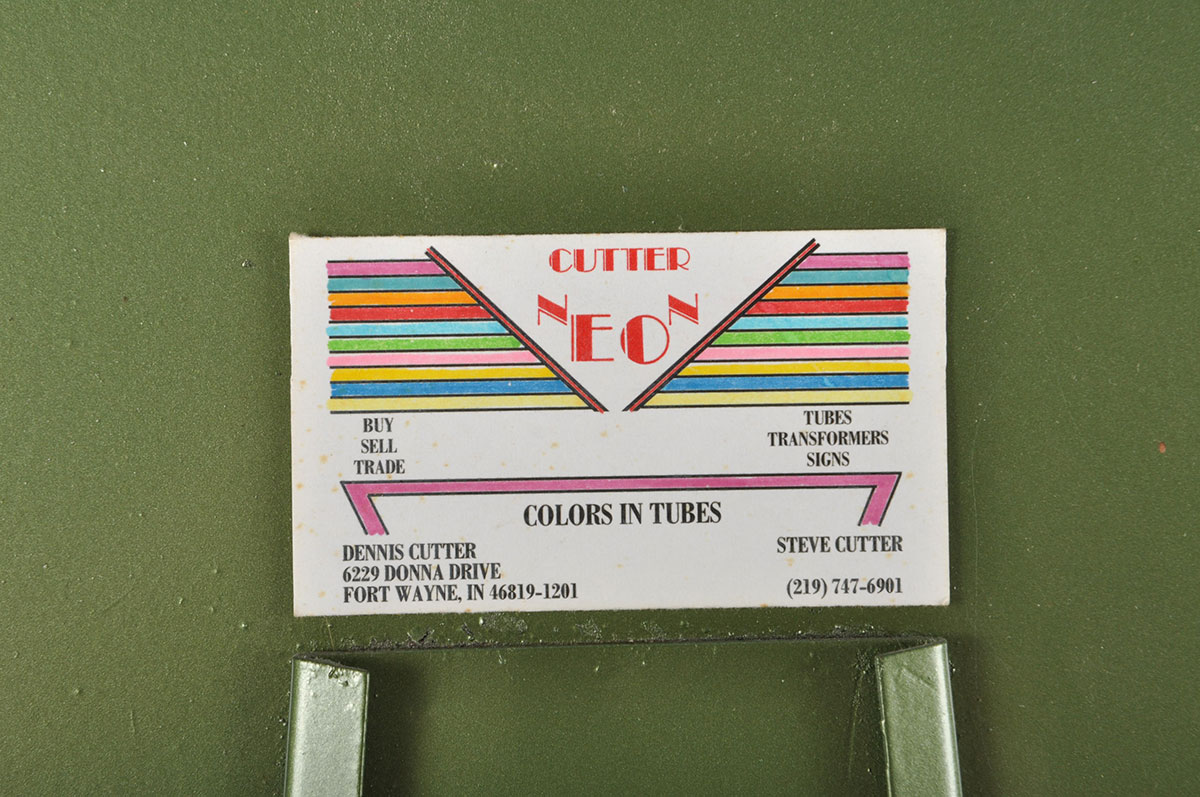 CUTTER
NEON
BUY
SELL
TRADE
TUBES
TRANSFORMERS
SIGNS
COLORS IN TUBES
DENNIS CUTTER
6229 DONNA DRIVE
FORT WAYNE, IN 46819-1201
STEVE CUTTER
(219) 747-6901